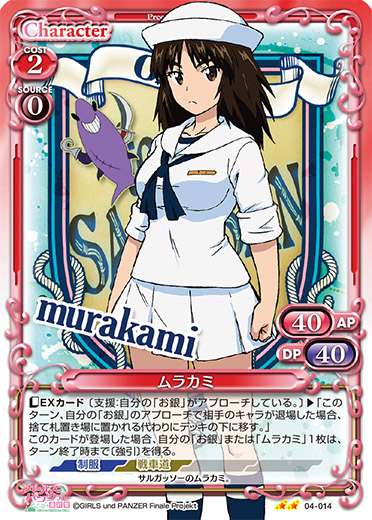 Character
COST
2
SOURCE
0
murakami
40 AP
DP 40
ムラカミ
EXカード〔支援:自分の「お銀」がアプローチしている。〕▶「この
ターン、自分の「お銀」のアプローチで相手のキャラが退場した場合、
捨て札置き場に置かれる代わりにデッキの下に移す。」
このカードが登場した場合、自分の「お銀」または「ムラカミ」1枚は、
ターン終了時まで【強引】を得る。
制服 戦車道
サルガッソーのムラカミ。
©GIRLS und PANZER Finale Projekt
04-014